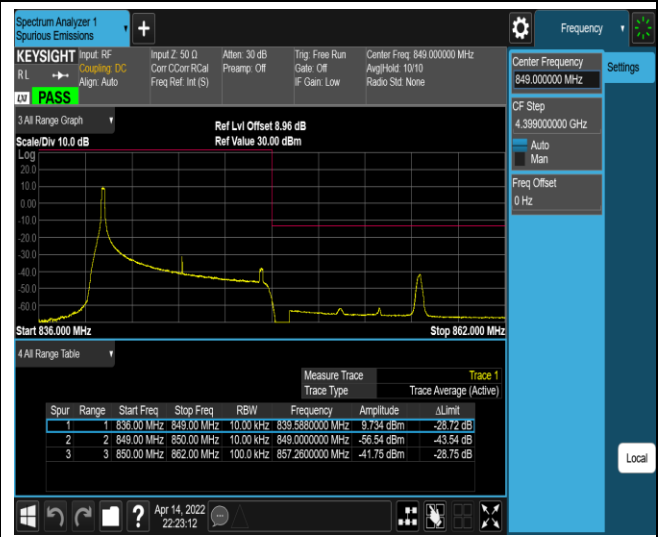 Spectrum Analyzer 1
Spurious Emissions
Frequency
KEYSIGHT Input: RF Input Z: 50 Ω Atten: 30 dB Trig: Free Run Center Freq: 849.000000 MHz
RL Coupling: DC Corr CCorr RCal Preamp: Off Gate: Off Avg|Hold: 10/10
Align: Auto Freq Ref: Int (S) IF Gain: Low Radio Std: None
LXI PASS
Center Frequency
849.000000 MHz
Settings
CF Step
4.399000000 GHz
Auto
Man
Freq Offset
0 Hz
3 All Range Graph
Ref Lvl Offset 8.96 dB
Scale/Div 10.0 dB Ref Value 30.00 dBm
Log
20.0
10.0
0.00
-10.0
-20.0
-30.0
-40.0
-50.0
-60.0
Start 836.000 MHz Stop 862.000 MHz
4 All Range Table
Measure Trace Trace 1
Trace Type Trace Average (Active)
Spur Range Start Freq Stop Freq RBW Frequency Amplitude ΔLimit
1 1 836.00 MHz 849.00 MHz 10.00 kHz 839.5880000 MHz 9.734 dBm -28.72 dB
2 2 849.00 MHz 850.00 MHz 10.00 kHz 849.0000000 MHz -56.54 dBm -43.54 dB
3 3 850.00 MHz 862.00 MHz 100.0 kHz 857.2600000 MHz -41.75 dBm -28.75 dB
Local
Apr 14, 2022
22:23:12